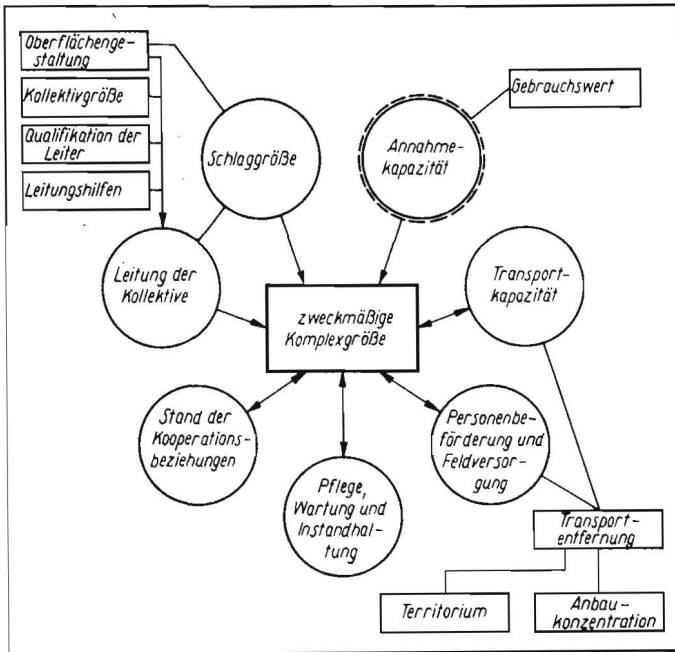 Oberflächenge-
staltung
Kollektivgröße
Qualifikation der
Leiter
Leitungshilfen
Schlaggröße
Annahme-
kapazität
Gebrauchswert
Leitung der
Kollektive
Transport-
kapazität
zweckmäßige
Komplexgröße
Stand der
Kooperations-
beziehungen
Pflege,
Wartung und
Instandhal-
tung
Personenbe-
förderung und
Feldversor-
gung
Transport-
entfernung
Territorium
Anbau-
konzentration